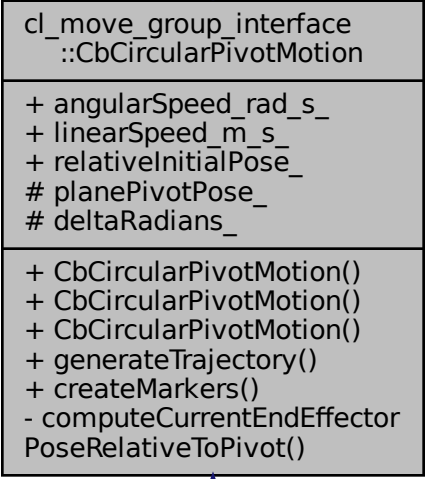 cl_move_group_interface
::CbCircularPivotMotion
+ angularSpeed_rad_s_
+ linearSpeed_m_s_
+ relativeInitialPose_
# planePivotPose_
# deltaRadians_
+ CbCircularPivotMotion()
+ CbCircularPivotMotion()
+ CbCircularPivotMotion()
+ generateTrajectory()
+ createMarkers()
- computeCurrentEndEffector
PoseRelativeToPivot()